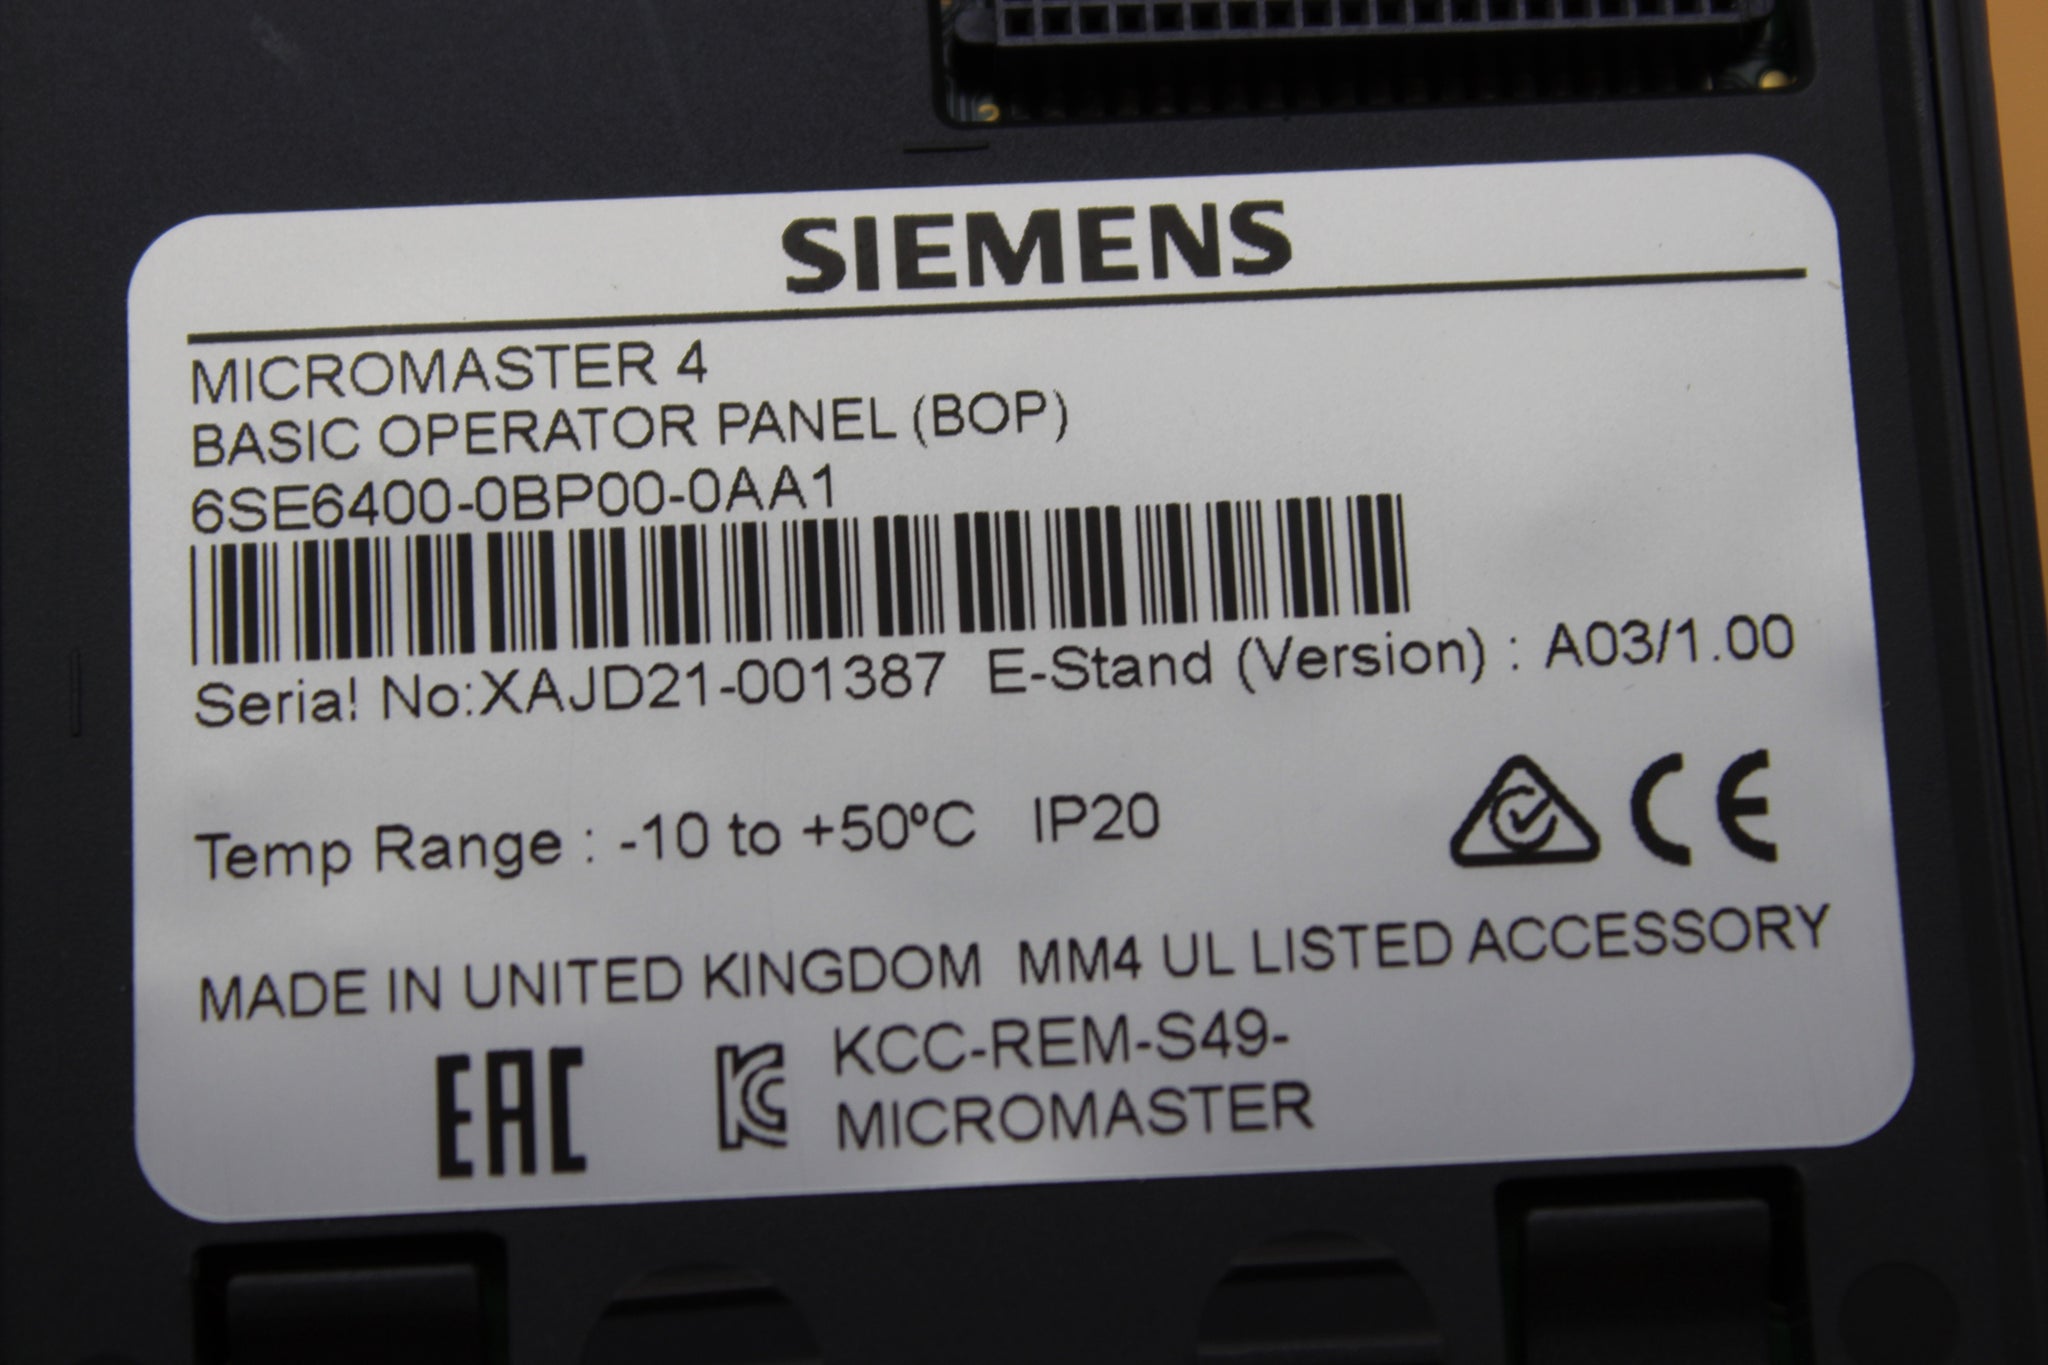 SIEMENS
MICROMASTER 4
BASIC OPERATOR PANEL (BOP)
6SE6400-0BP00-0AA1
Serial No:XAJD21-001387 E-Stand (Version) : A03/1.00
Temp Range : -10 to +50ºC IP20
CE
MADE IN UNITED KINGDOM MM4 UL LISTED ACCESSORY
EAC KC KCC-REM-S49-
MICROMASTER